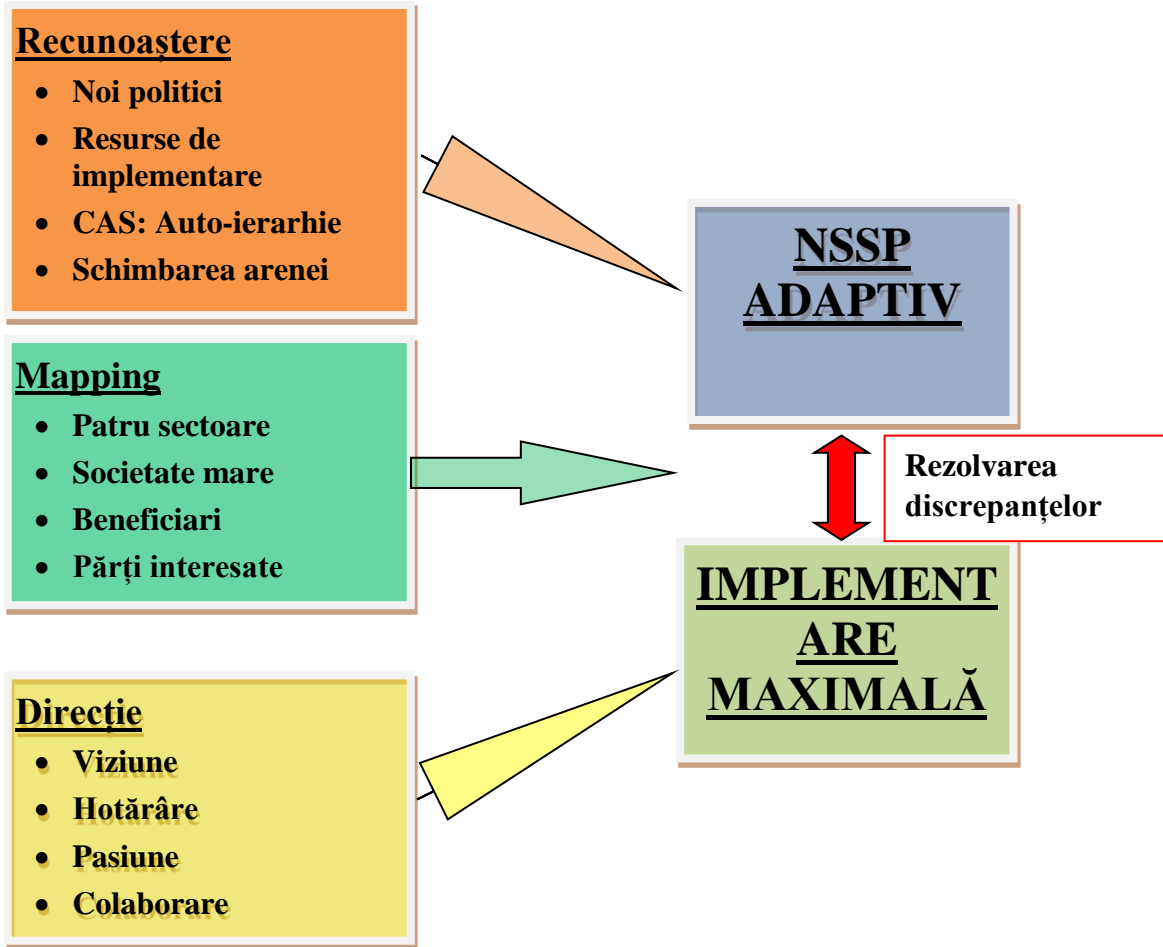 Recunoaștere
• Noi politici
• Resurse de
implementare
• CAS: Auto-ierarhie
• Schimbarea arenei
Mapping
• Patru sectoare
• Societate mare
• Beneficiari
• Părți interesate
Direcție
• Viziune
• Hotărâre
• Pasiune
• Colaborare
NSSP
ADAPTIV
Rezolvarea
discrepanțelor
IMPLEMENT
ARE
MAXIMALĂ